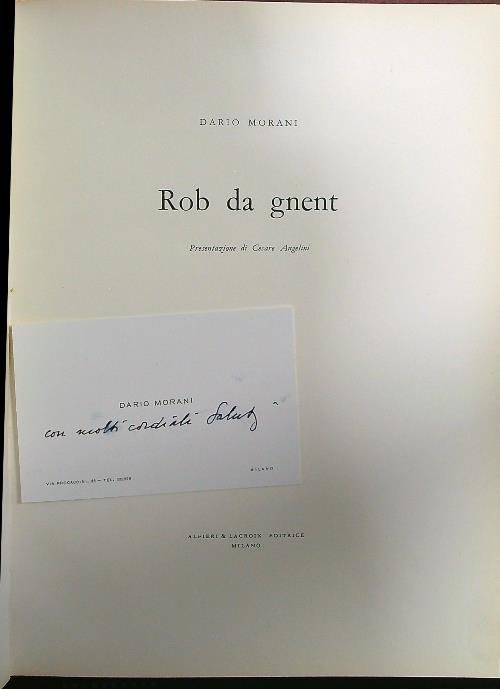 DARIO MORANI
Rob da gnent
Presentazione di Cesare Angelini
DARIO MORANI
con molti cordiali Saluti
MILANO
ALFIERI & LACROIX EDITRICE
MILANO